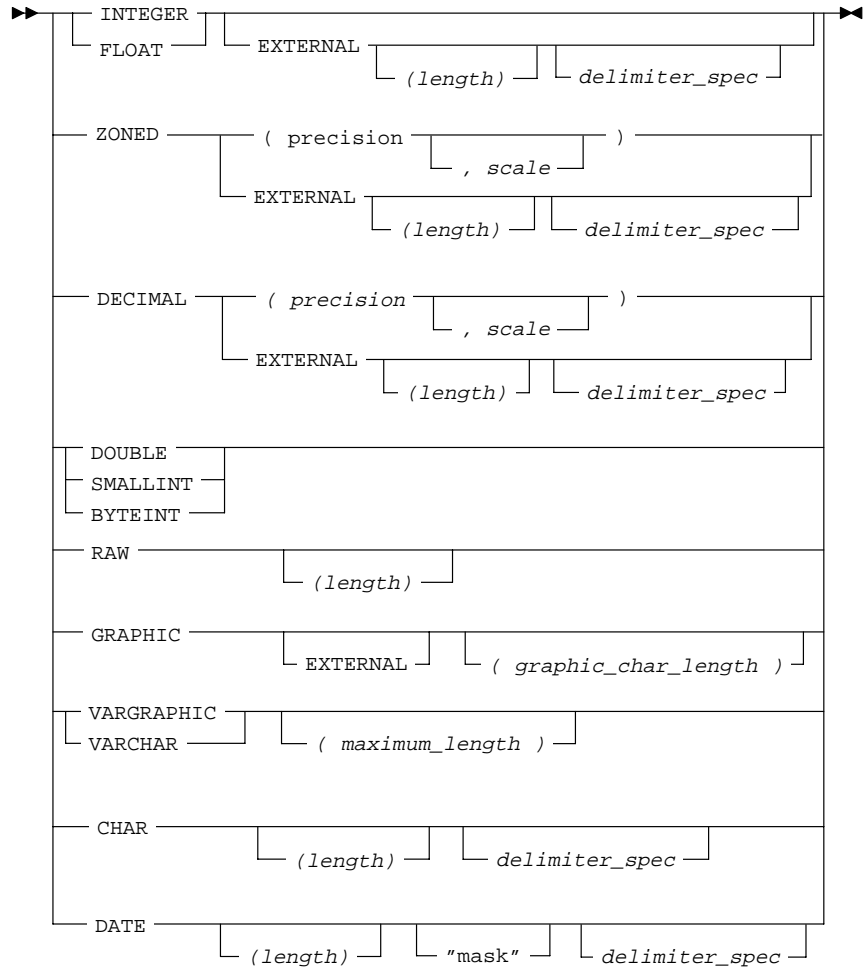 INTEGER
FLOAT
EXTERNAL
(length)
delimiter_spec
ZONED
( precision
, scale
)
EXTERNAL
(length)
delimiter_spec
DECIMAL
( precision
, scale
)
EXTERNAL
(length)
delimiter_spec
DOUBLE
SMALLINT
BYTEINT
RAW
(length)
GRAPHIC
EXTERNAL
( graphic_char_length )
VARGRAPHIC
VARCHAR
( maximum_length )
CHAR
(length)
delimiter_spec
DATE
(length)
"mask"
delimiter_spec